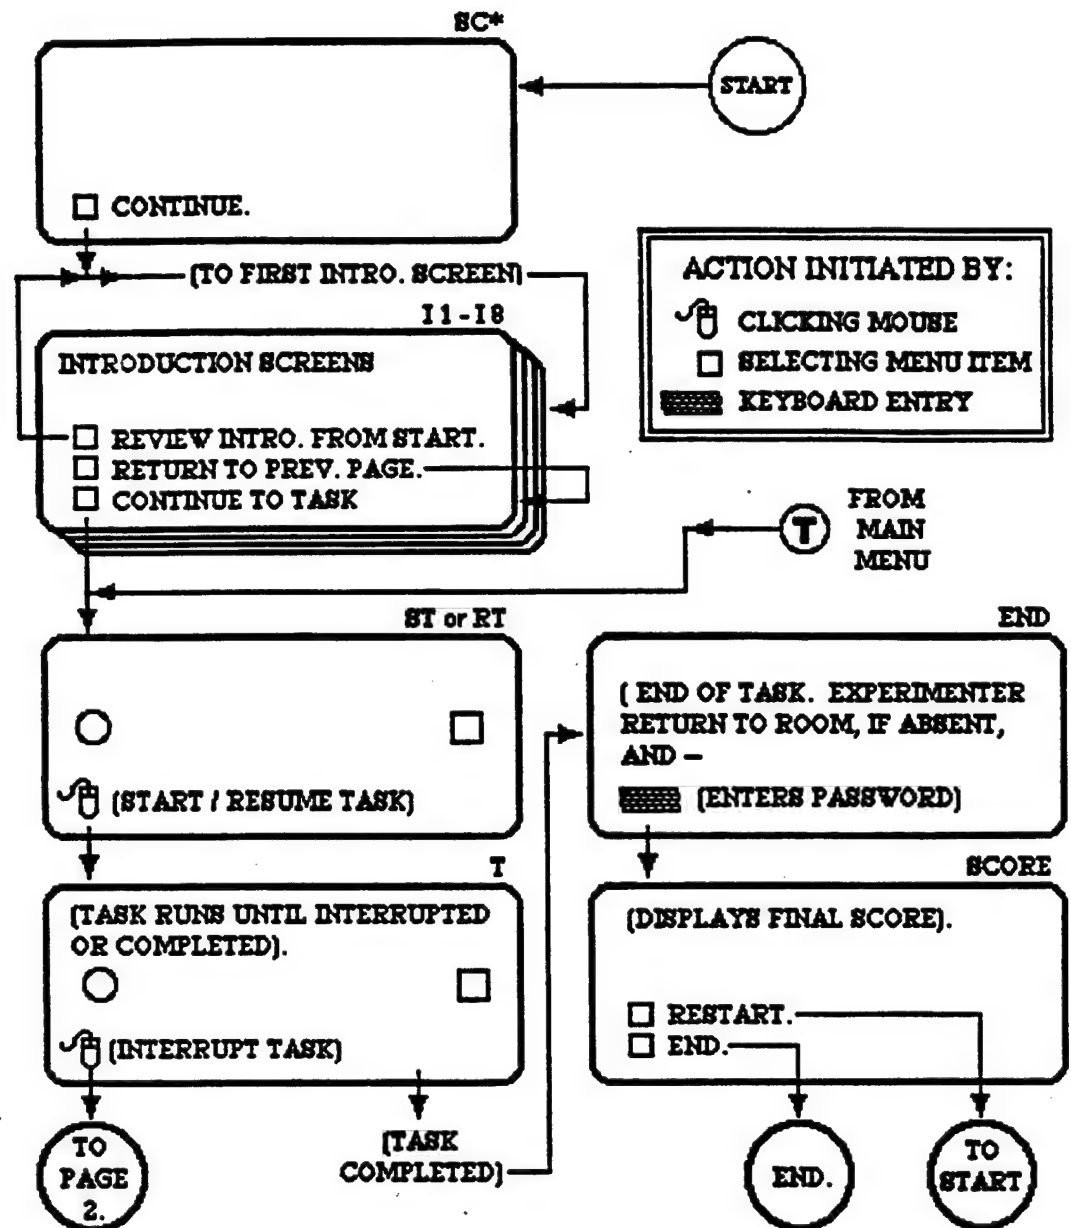 SC*
START
CONTINUE.
(TO FIRST INTRO. SCREEN)
ACTION INITIATED BY:
CLICKING MOUSE
SELECTING MENU ITEM
KEYBOARD ENTRY
I1-I8
INTRODUCTION SCREENS
REVIEW INTRO. FROM START.
RETURN TO PREV. PAGE.
CONTINUE TO TASK
T
FROM
MAIN
MENU
ST or RT
(START / RESUME TASK)
T
(TASK RUNS UNTIL INTERRUPTED
OR COMPLETED).
(INTERRUPT TASK)
TO
PAGE
2.
(TASK
COMPLETED)
END
( END OF TASK. EXPERIMENTER
RETURN TO ROOM, IF ABSENT,
AND –
(ENTERS PASSWORD)
SCORE
(DISPLAYS FINAL SCORE).
RESTART.
END.
END.
TO
START